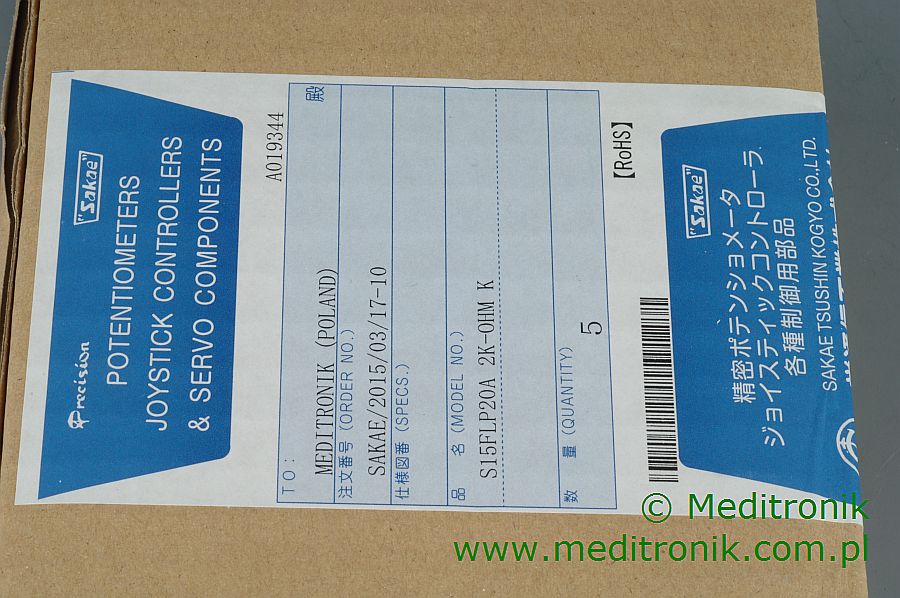 "Sakae"
Precision
POTENTIOMETERS
JOYSTICK CONTROLLERS
& SERVO COMPONENTS
A019344
TO: 殿
MEDITRONIK (POLAND)
注文番号 (ORDER NO.)
SAKAE/2015/03/17-10
仕様図番 (SPECS.)
品 名 (MODEL NO.)
S15FLP20A 2K-OHM K
数 量 (QUANTITY)
5
【RoHS】
"Sakae"
精密ポテンショメータ
ジョイスティックコントローラ
各種制御用部品
SAKAE TSUSHIN KOGYO CO.,LTD.
© Meditronik
www.meditronik.com.pl